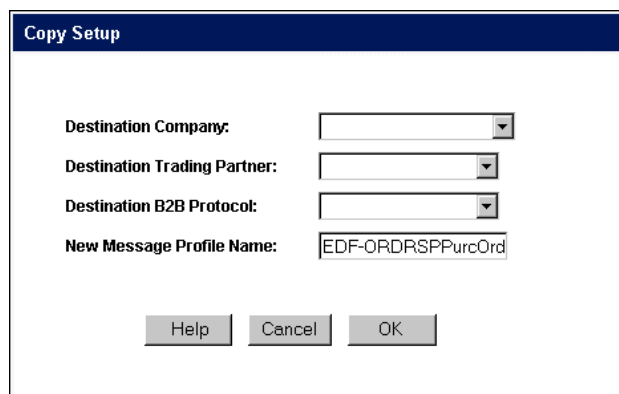 Copy Setup
Destination Company:
Destination Trading Partner:
Destination B2B Protocol:
New Message Profile Name: EDF-ORDRSPPurcOrd
Help Cancel OK